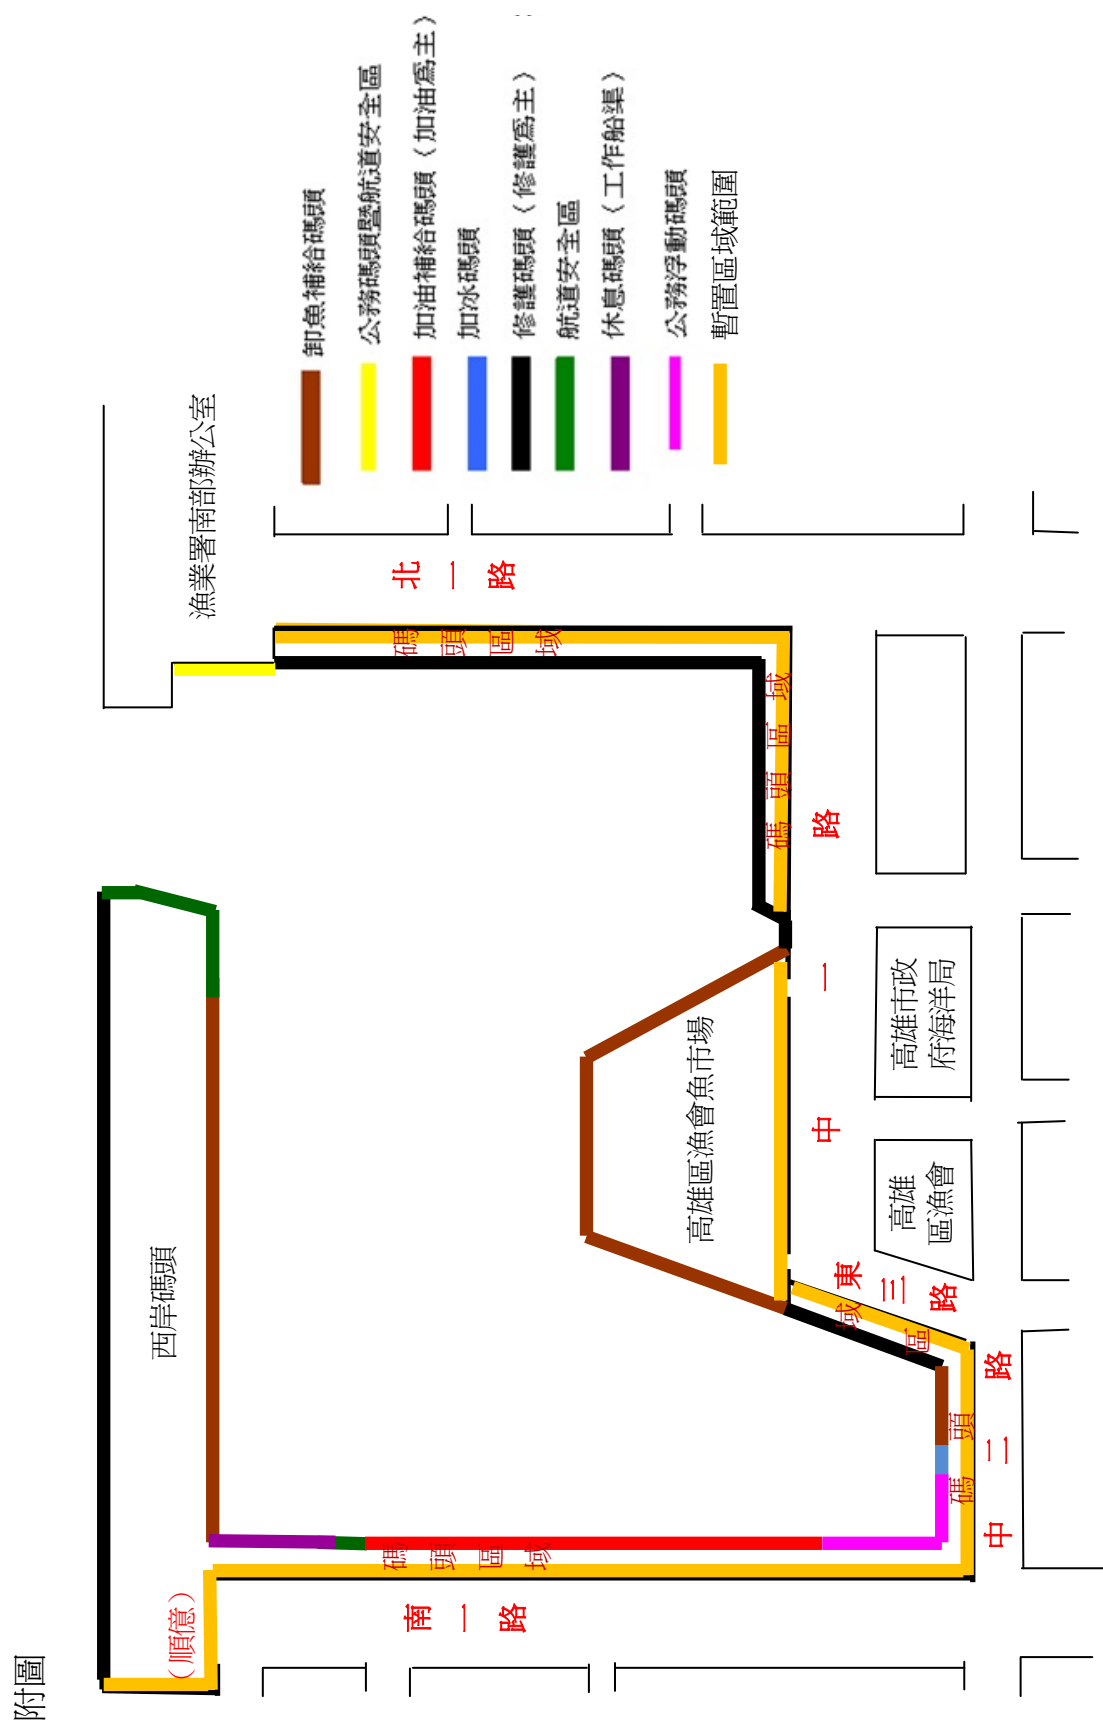 附圖
卸魚補給碼頭
公務碼頭暨航道安全區
加油補給碼頭（加油為主）
加冰碼頭
修護碼頭（修護為主）
航道安全區
休息碼頭（工作船渠）
公務浮動碼頭
暫置區域範圍
漁業署南部辦公室
北一路
碼頭區域
碼頭區域
西岸碼頭
高雄區漁會魚市場
中一路
高雄市政
府海洋局
高雄
區漁會
東三路
碼頭區域
中二路
碼頭區域
南一路
（順億）